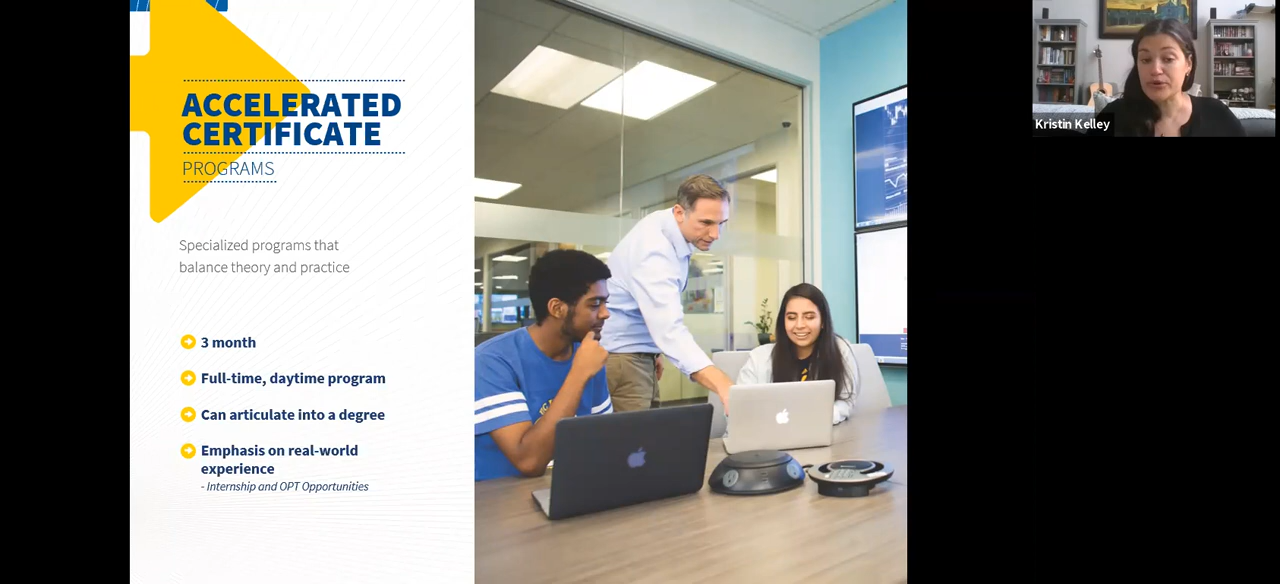 ACCELERATED
CERTIFICATE
PROGRAMS
Specialized programs that
balance theory and practice
3 month
Full-time, daytime program
Can articulate into a degree
Emphasis on real-world
experience
- Internship and OPT Opportunities
Kristin Kelley